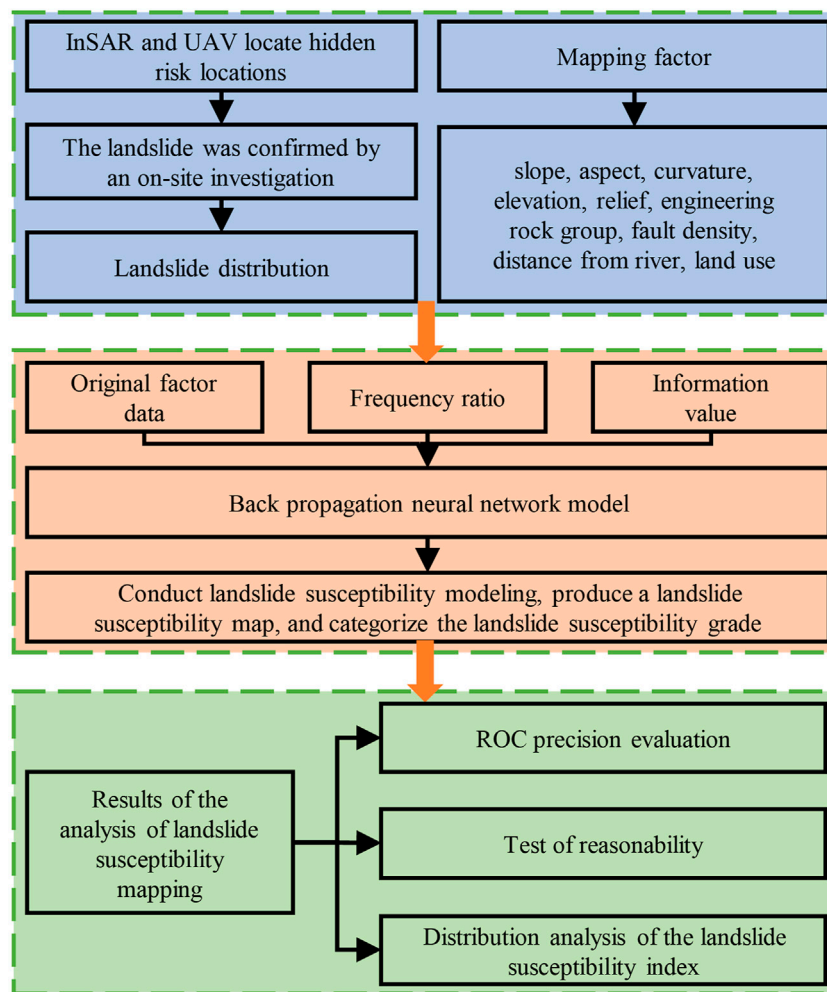 InSAR and UAV locate hidden
risk locations
The landslide was confirmed by
an on-site investigation
Landslide distribution
Mapping factor
slope, aspect, curvature,
elevation, relief, engineering
rock group, fault density,
distance from river, land use
Original factor
data
Frequency ratio
Information
value
Back propagation neural network model
Conduct landslide susceptibility modeling, produce a landslide
susceptibility map, and categorize the landslide susceptibility grade
Results of the
analysis of landslide
susceptibility
mapping
ROC precision evaluation
Test of reasonability
Distribution analysis of the landslide
susceptibility index